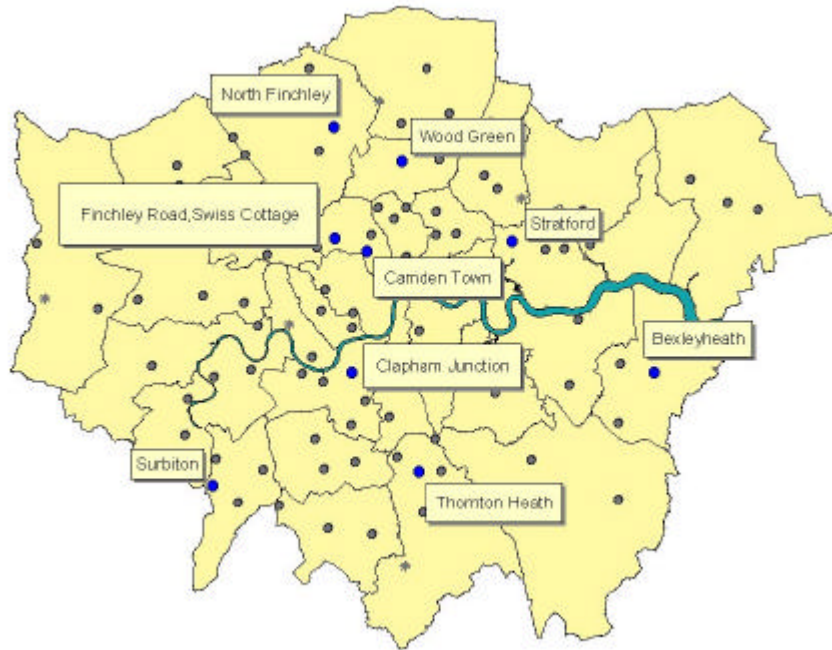 North Finchley
Wood Green
Finchley Road,Swiss Cottage
Stratford
Camden Town
Bexleyheath
Clapham Junction
Surbiton
Thornton Heath